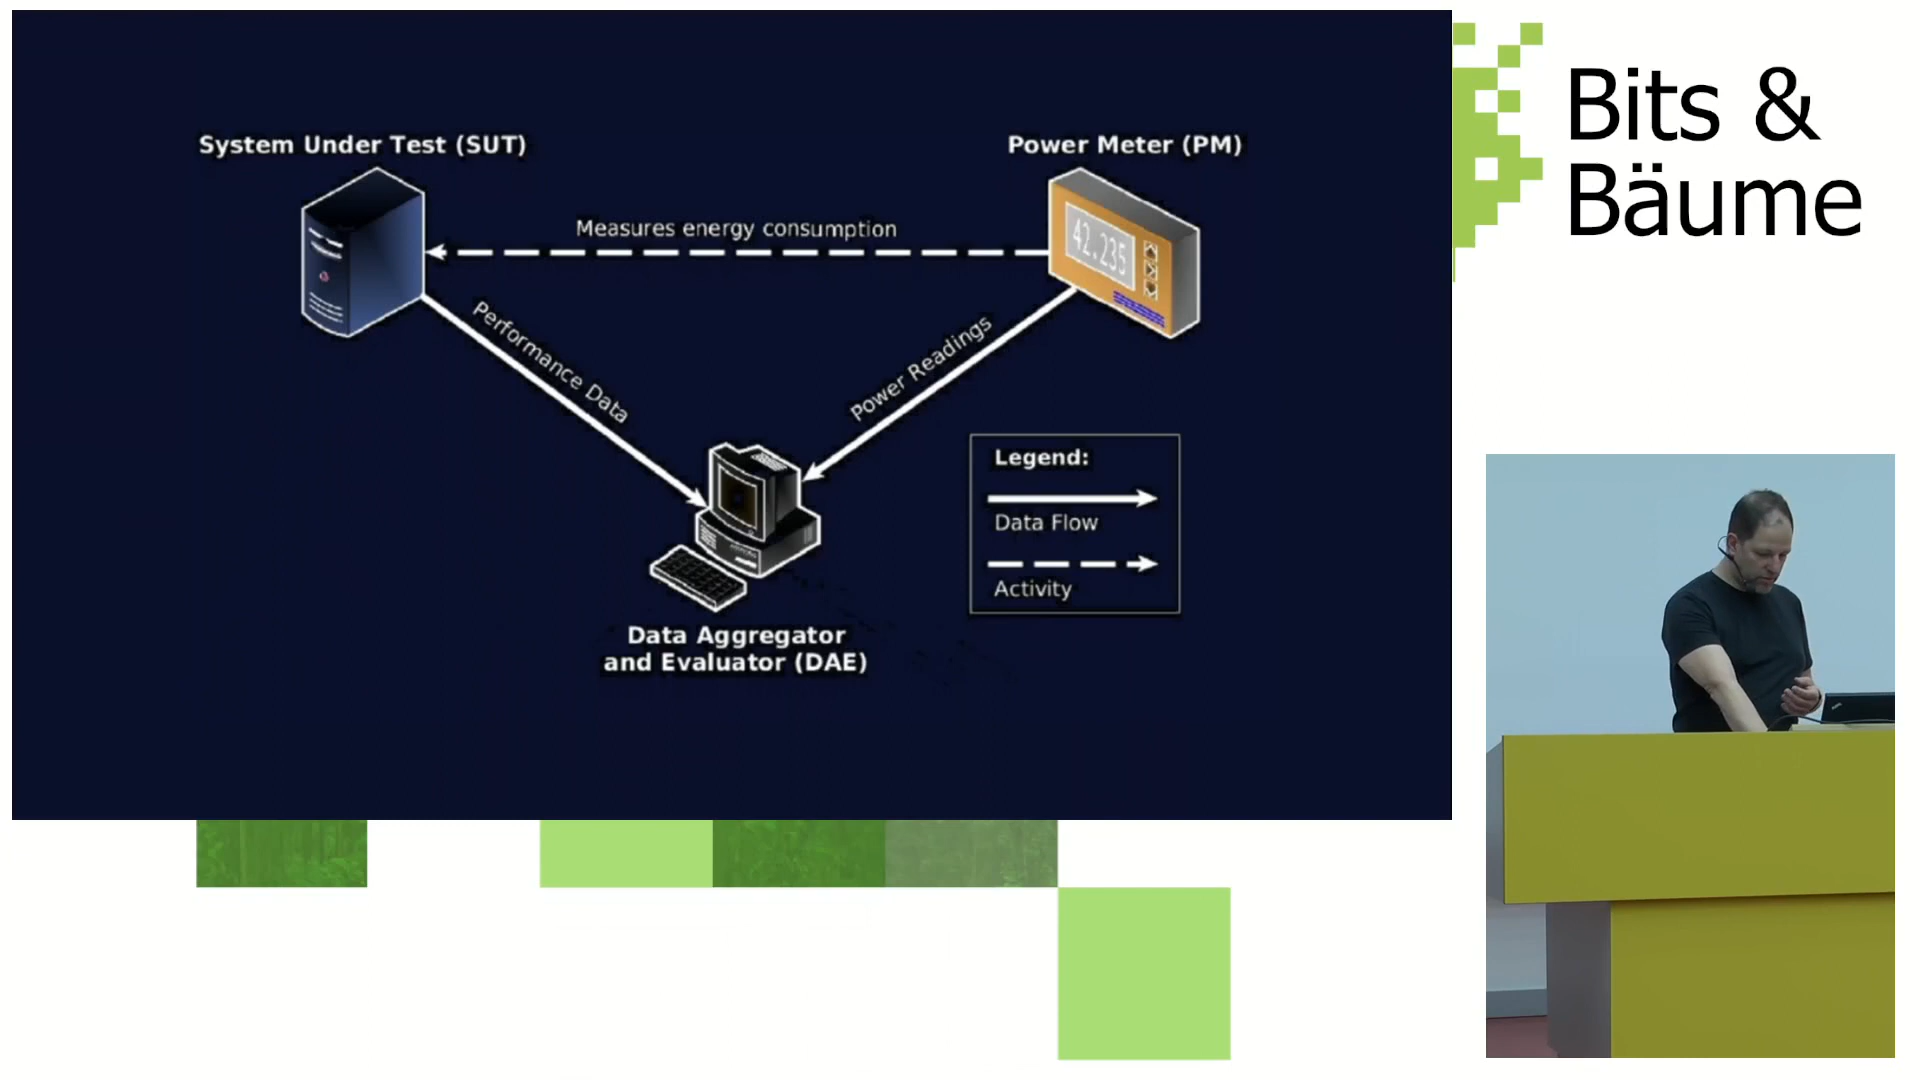 System Under Test (SUT)
Power Meter (PM)
Measures energy consumption
42.235
Performance Data
Power Readings
Legend:
Data Flow
Activity
Data Aggregator
and Evaluator (DAE)
Bits &
Bäume